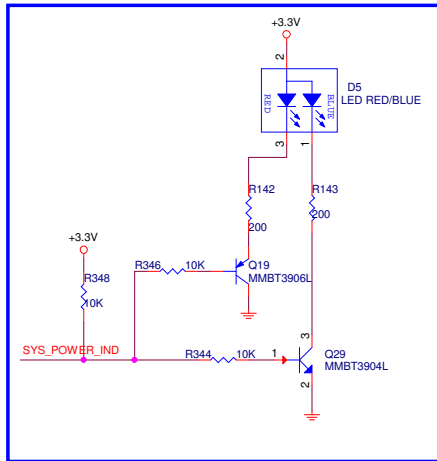 +3.3V
2
D5
LED RED/BLUE
RED
BLUE
3
1
R142
200
R143
200
+3.3V
R348
10K
R346
10K
Q19
MMBT3906L
SYS_POWER_IND
R344
10K
1
3
Q29
MMBT3904L
2